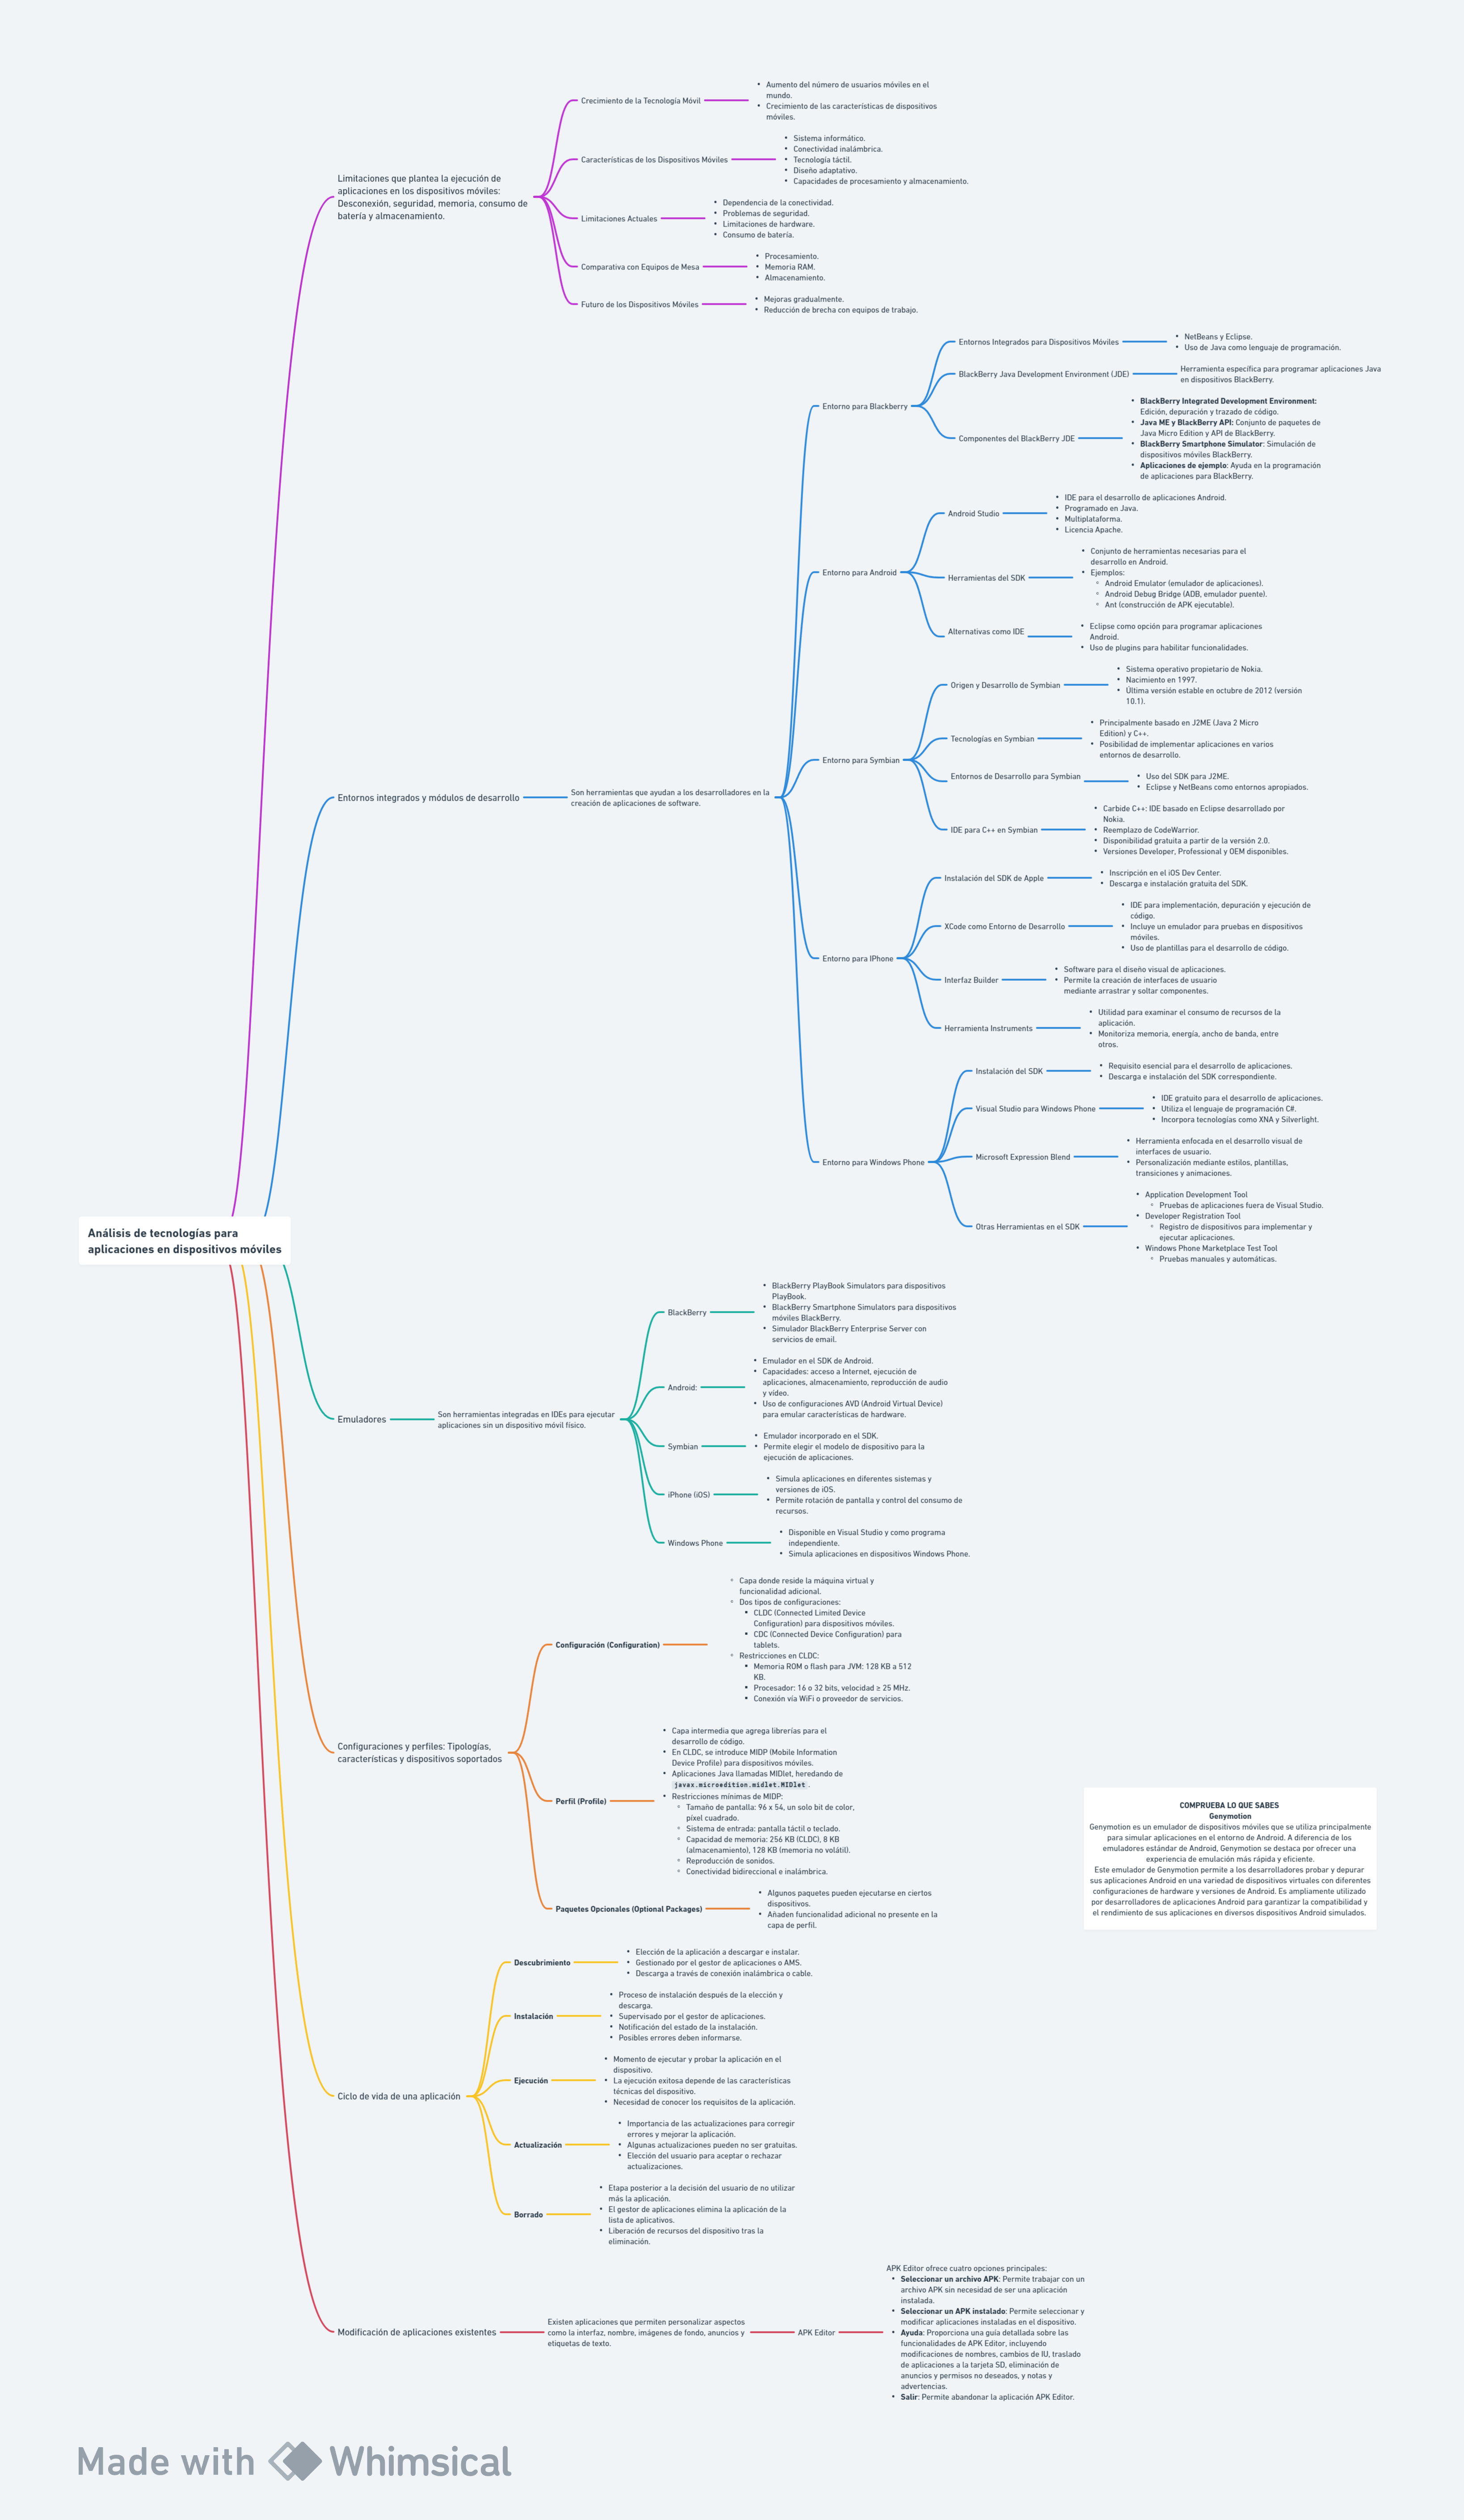 Análisis de tecnologías para
aplicaciones en dispositivos móviles
Limitaciones que plantea la ejecución de
aplicaciones en los dispositivos móviles:
Desconexión, seguridad, memoria, consumo de
batería y almacenamiento.
Crecimiento de la Tecnología Móvil
• Aumento del número de usuarios móviles en el
mundo.
• Crecimiento de las características de dispositivos
móviles.
Características de los Dispositivos Móviles
• Sistema informático.
• Conectividad inalámbrica.
• Tecnología táctil.
• Diseño adaptativo.
• Capacidades de procesamiento y almacenamiento.
Limitaciones Actuales
• Dependencia de la conectividad.
• Problemas de seguridad.
• Limitaciones de hardware.
• Consumo de batería.
Comparativa con Equipos de Mesa
• Procesamiento.
• Memoria RAM.
• Almacenamiento.
Futuro de los Dispositivos Móviles
• Mejoras gradualmente.
• Reducción de brecha con equipos de trabajo.
Entornos integrados y módulos de desarrollo
Son herramientas que ayudan a los desarrolladores en la
creación de aplicaciones de software.
Entorno para Blackberry
Entornos Integrados para Dispositivos Móviles
• NetBeans y Eclipse.
• Uso de Java como lenguaje de programación.
BlackBerry Java Development Environment (JDE)
Herramienta específica para programar aplicaciones Java
en dispositivos BlackBerry.
Componentes del BlackBerry JDE
• BlackBerry Integrated Development Environment:
Edición, depuración y trazado de código.
• Java ME y BlackBerry API: Conjunto de paquetes de
Java Micro Edition y API de BlackBerry.
• BlackBerry Smartphone Simulator: Simulación de
dispositivos móviles BlackBerry.
• Aplicaciones de ejemplo: Ayuda en la programación
de aplicaciones para BlackBerry.
Entorno para Android
Android Studio
• IDE para el desarrollo de aplicaciones Android.
• Programado en Java.
• Multiplataforma.
• Licencia Apache.
Herramientas del SDK
• Conjunto de herramientas necesarias para el
desarrollo en Android.
• Ejemplos:
◦ Android Emulator (emulador de aplicaciones).
◦ Android Debug Bridge (ADB, emulador puente).
◦ Ant (construcción de APK ejecutable).
Alternativas como IDE
• Eclipse como opción para programar aplicaciones
Android.
• Uso de plugins para habilitar funcionalidades.
Entorno para Symbian
Origen y Desarrollo de Symbian
• Sistema operativo propietario de Nokia.
• Nacimiento en 1997.
• Última versión estable en octubre de 2012 (versión
10.1).
Tecnologías en Symbian
• Principalmente basado en J2ME (Java 2 Micro
Edition) y C++.
• Posibilidad de implementar aplicaciones en varios
entornos de desarrollo.
Entornos de Desarrollo para Symbian
• Uso del SDK para J2ME.
• Eclipse y NetBeans como entornos apropiados.
IDE para C++ en Symbian
• Carbide C++: IDE basado en Eclipse desarrollado por
Nokia.
• Reemplazo de CodeWarrior.
• Disponibilidad gratuita a partir de la versión 2.0.
• Versiones Developer, Professional y OEM disponibles.
Entorno para IPhone
Instalación del SDK de Apple
• Inscripción en el iOS Dev Center.
• Descarga e instalación gratuita del SDK.
XCode como Entorno de Desarrollo
• IDE para implementación, depuración y ejecución de
código.
• Incluye un emulador para pruebas en dispositivos
móviles.
• Uso de plantillas para el desarrollo de código.
Interfaz Builder
• Software para el diseño visual de aplicaciones.
• Permite la creación de interfaces de usuario
mediante arrastrar y soltar componentes.
Herramienta Instruments
• Utilidad para examinar el consumo de recursos de la
aplicación.
• Monitoriza memoria, energía, ancho de banda, entre
otros.
Entorno para Windows Phone
Instalación del SDK
• Requisito esencial para el desarrollo de aplicaciones.
• Descarga e instalación del SDK correspondiente.
Visual Studio para Windows Phone
• IDE gratuito para el desarrollo de aplicaciones.
• Utiliza el lenguaje de programación C#.
• Incorpora tecnologías como XNA y Silverlight.
Microsoft Expression Blend
• Herramienta enfocada en el desarrollo visual de
interfaces de usuario.
• Personalización mediante estilos, plantillas,
transiciones y animaciones.
Otras Herramientas en el SDK
• Application Development Tool
◦ Pruebas de aplicaciones fuera de Visual Studio.
• Developer Registration Tool
◦ Registro de dispositivos para implementar y
ejecutar aplicaciones.
• Windows Phone Marketplace Test Tool
◦ Pruebas manuales y automáticas.
Emuladores
Son herramientas integradas en IDEs para ejecutar
aplicaciones sin un dispositivo móvil físico.
BlackBerry
• BlackBerry PlayBook Simulators para dispositivos
PlayBook.
• BlackBerry Smartphone Simulators para dispositivos
móviles BlackBerry.
• Simulador BlackBerry Enterprise Server con
servicios de email.
Android:
• Emulador en el SDK de Android.
• Capacidades: acceso a Internet, ejecución de
aplicaciones, almacenamiento, reproducción de audio
y vídeo.
• Uso de configuraciones AVD (Android Virtual Device)
para emular características de hardware.
Symbian
• Emulador incorporado en el SDK.
• Permite elegir el modelo de dispositivo para la
ejecución de aplicaciones.
iPhone (iOS)
• Simula aplicaciones en diferentes sistemas y
versiones de iOS.
• Permite rotación de pantalla y control del consumo de
recursos.
Windows Phone
• Disponible en Visual Studio y como programa
independiente.
• Simula aplicaciones en dispositivos Windows Phone.
Configuraciones y perfiles: Tipologías,
características y dispositivos soportados
Configuración (Configuration)
◦ Capa donde reside la máquina virtual y
funcionalidad adicional.
◦ Dos tipos de configuraciones:
▪ CLDC (Connected Limited Device
Configuration) para dispositivos móviles.
▪ CDC (Connected Device Configuration) para
tablets.
◦ Restricciones en CLDC:
▪ Memoria ROM o flash para JVM: 128 KB a 512
KB.
▪ Procesador: 16 o 32 bits, velocidad ≥ 25 MHz.
▪ Conexión vía WiFi o proveedor de servicios.
Perfil (Profile)
• Capa intermedia que agrega librerías para el
desarrollo de código.
• En CLDC, se introduce MIDP (Mobile Information
Device Profile) para dispositivos móviles.
• Aplicaciones Java llamadas MIDlet, heredando de
javax.microedition.midlet.MIDlet.
• Restricciones mínimas de MIDP:
◦ Tamaño de pantalla: 96 x 54, un solo bit de color,
píxel cuadrado.
◦ Sistema de entrada: pantalla táctil o teclado.
◦ Capacidad de memoria: 256 KB (CLDC), 8 KB
(almacenamiento), 128 KB (memoria no volátil).
◦ Reproducción de sonidos.
◦ Conectividad bidireccional e inalámbrica.
Paquetes Opcionales (Optional Packages)
• Algunos paquetes pueden ejecutarse en ciertos
dispositivos.
• Añaden funcionalidad adicional no presente en la
capa de perfil.
COMPRUEBA LO QUE SABES
Genymotion
Genymotion es un emulador de dispositivos móviles que se utiliza principalmente
para simular aplicaciones en el entorno de Android. A diferencia de los
emuladores estándar de Android, Genymotion se destaca por ofrecer una
experiencia de emulación más rápida y eficiente.
Este emulador de Genymotion permite a los desarrolladores probar y depurar
sus aplicaciones Android en una variedad de dispositivos virtuales con diferentes
configuraciones de hardware y versiones de Android. Es ampliamente utilizado
por desarrolladores de aplicaciones Android para garantizar la compatibilidad y
el rendimiento de sus aplicaciones en diversos dispositivos Android simulados.
Ciclo de vida de una aplicación
Descubrimiento
• Elección de la aplicación a descargar e instalar.
• Gestionado por el gestor de aplicaciones o AMS.
• Descarga a través de conexión inalámbrica o cable.
Instalación
• Proceso de instalación después de la elección y
descarga.
• Supervisado por el gestor de aplicaciones.
• Notificación del estado de la instalación.
• Posibles errores deben informarse.
Ejecución
• Momento de ejecutar y probar la aplicación en el
dispositivo.
• La ejecución exitosa depende de las características
técnicas del dispositivo.
• Necesidad de conocer los requisitos de la aplicación.
Actualización
• Importancia de las actualizaciones para corregir
errores y mejorar la aplicación.
• Algunas actualizaciones pueden no ser gratuitas.
• Elección del usuario para aceptar o rechazar
actualizaciones.
Borrado
• Etapa posterior a la decisión del usuario de no utilizar
más la aplicación.
• El gestor de aplicaciones elimina la aplicación de la
lista de aplicativos.
• Liberación de recursos del dispositivo tras la
eliminación.
Modificación de aplicaciones existentes
Existen aplicaciones que permiten personalizar aspectos
como la interfaz, nombre, imágenes de fondo, anuncios y
etiquetas de texto.
APK Editor
APK Editor ofrece cuatro opciones principales:
• Seleccionar un archivo APK: Permite trabajar con un
archivo APK sin necesidad de ser una aplicación
instalada.
• Seleccionar un APK instalado: Permite seleccionar y
modificar aplicaciones instaladas en el dispositivo.
• Ayuda: Proporciona una guía detallada sobre las
funcionalidades de APK Editor, incluyendo
modificaciones de nombres, cambios de IU, traslado
de aplicaciones a la tarjeta SD, eliminación de
anuncios y permisos no deseados, y notas y
advertencias.
• Salir: Permite abandonar la aplicación APK Editor.
Made with Whimsical